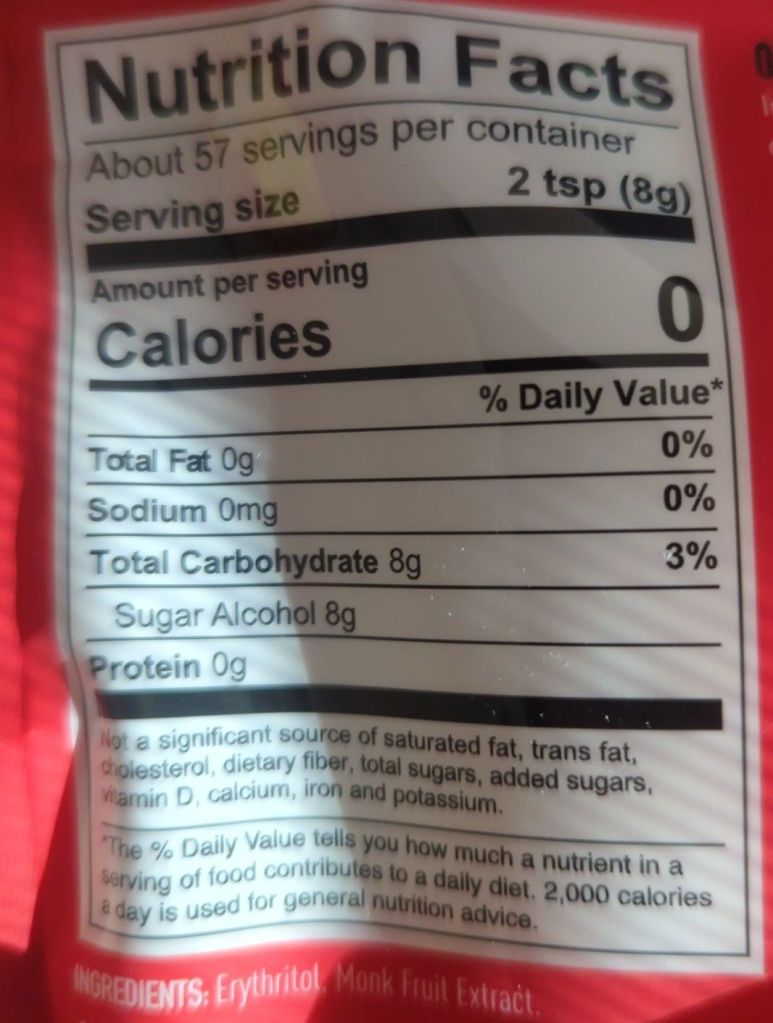 Nutrition Facts
About 57 servings per container
Serving size 2 tsp (8g)
Amount per serving
Calories 0
% Daily Value*
Total Fat 0g 0%
Sodium 0mg 0%
Total Carbohydrate 8g 3%
Sugar Alcohol 8g
Protein 0g
Not a significant source of saturated fat, trans fat,
cholesterol, dietary fiber, total sugars, added sugars,
vitamin D, calcium, iron and potassium.
*The % Daily Value tells you how much a nutrient in a
serving of food contributes to a daily diet. 2,000 calories
a day is used for general nutrition advice.
INGREDIENTS: Erythritol, Monk Fruit Extract.